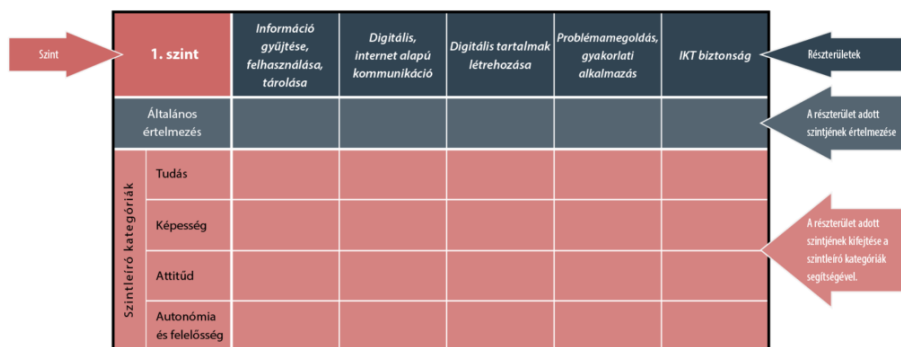 Szint
1. szint
Információ
gyűjtése,
felhasználása,
tárolása
Digitális,
internet alapú
kommunikáció
Digitális tartalmak
létrehozása
Problémamegoldás,
gyakorlati
alkalmazás
IKT biztonság
Részterületek
Általános
értelmezés
A részterület adott
szintjének értelmezése
Szintleíró kategóriák
Tudás
Képesség
Attitűd
Autonómia
és felelősség
A részterület adott
szintjének kifejtése a
szintleíró kategóriák
segítségével.